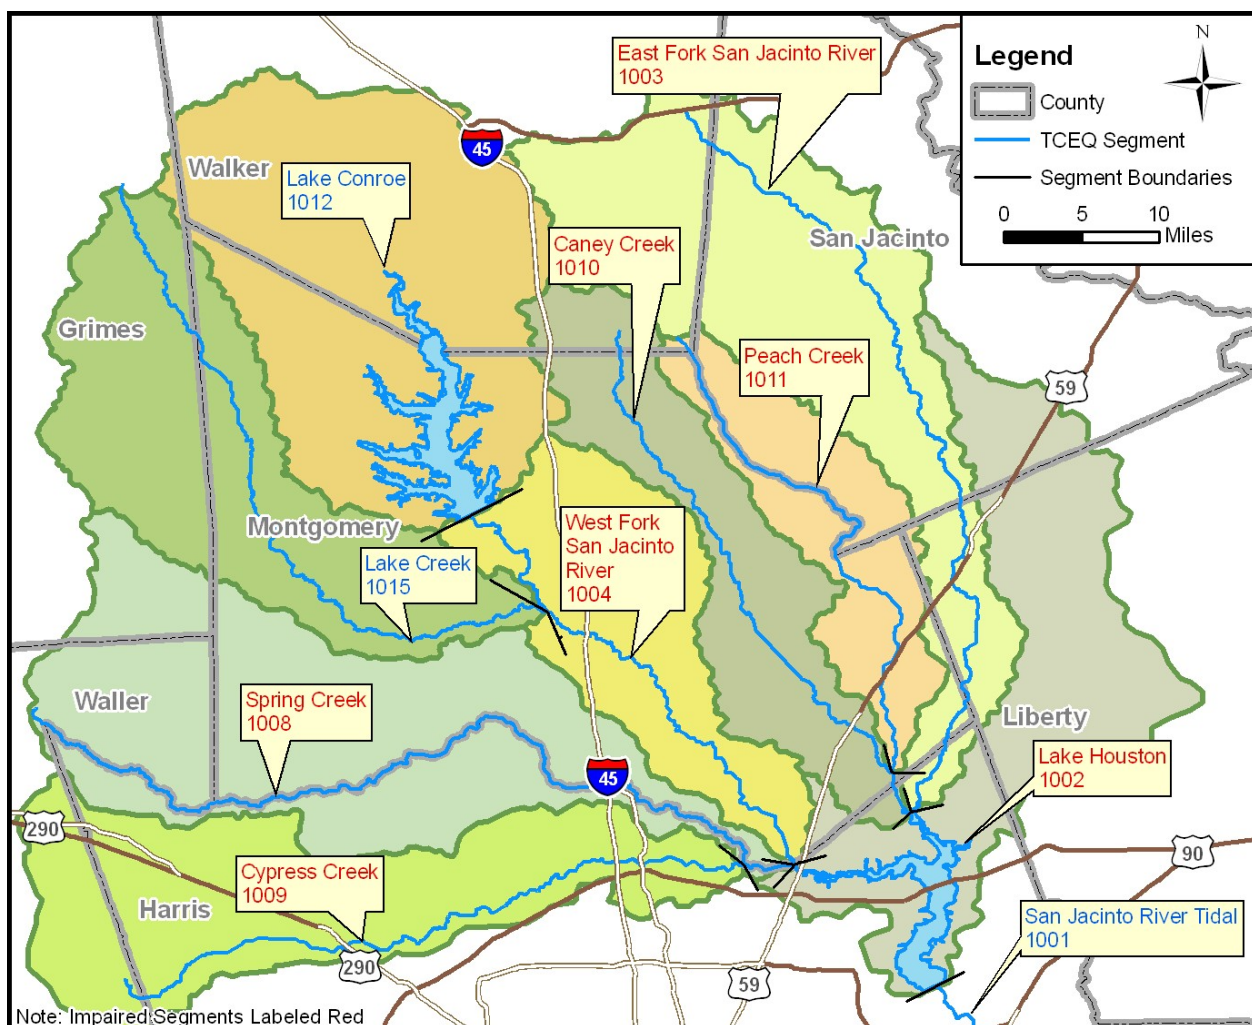 East Fork San Jacinto River
1003
Legend
N
County
TCEQ Segment
Segment Boundaries
0 5 10
Miles
45
Walker
Lake Conroe
1012
Caney Creek
1010
San Jacinto
Grimes
Peach Creek
1011
59
Montgomery
West Fork
San Jacinto
River
1004
Lake Creek
1015
Waller
Spring Creek
1008
Liberty
Lake Houston
1002
45
290
90
Cypress Creek
1009
Harris
290
59
San Jacinto River Tidal
1001
Note: Impaired Segments Labeled Red